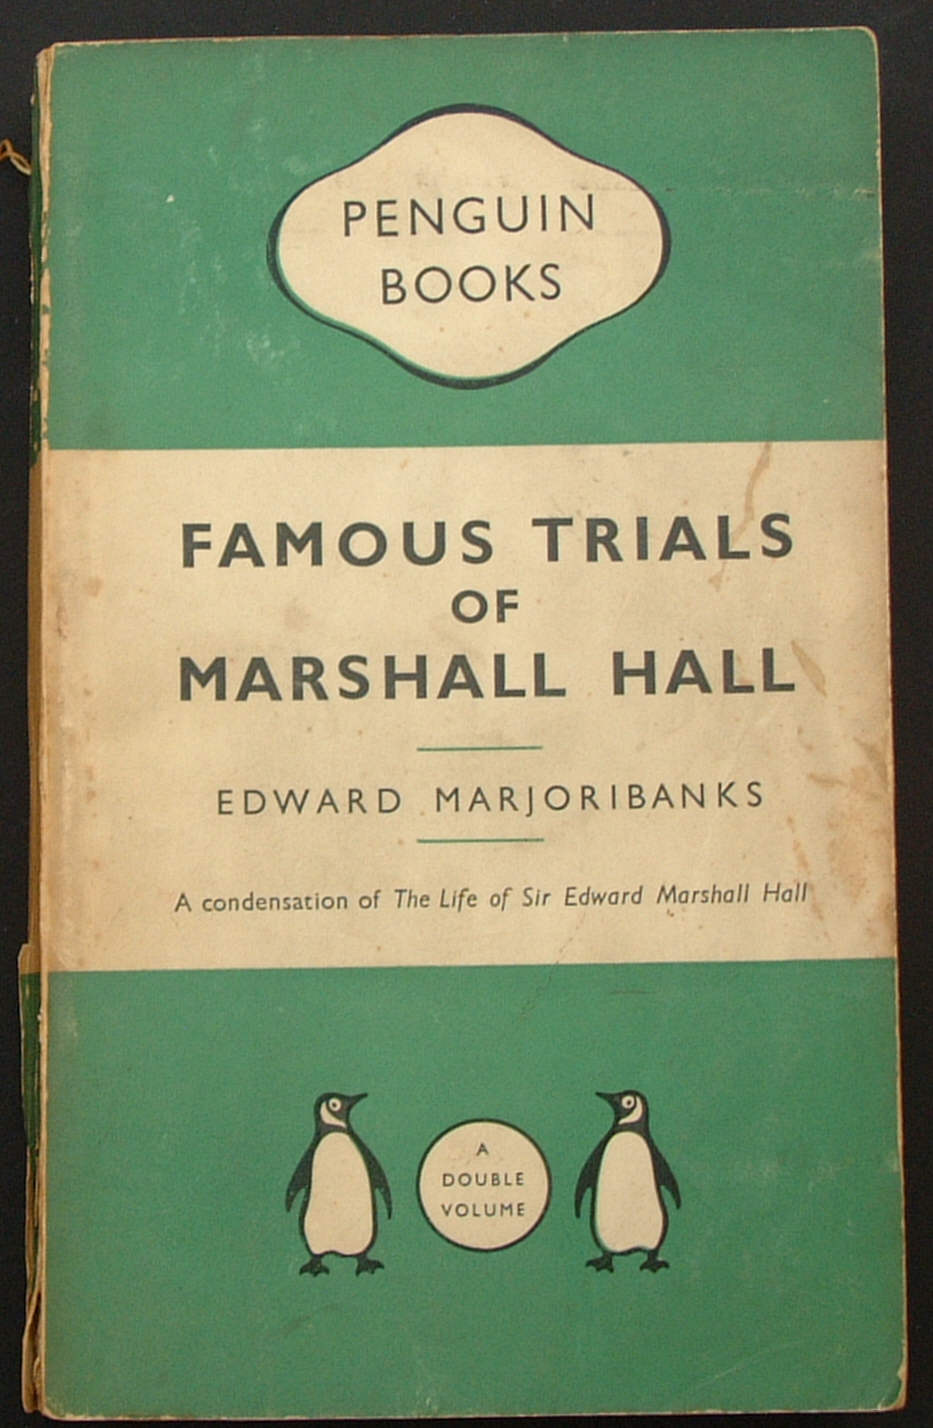 PENGUIN
BOOKS
FAMOUS TRIALS
OF
MARSHALL HALL
EDWARD MARJORIBANKS
A condensation of The Life of Sir Edward Marshall Hall
A
DOUBLE
VOLUME